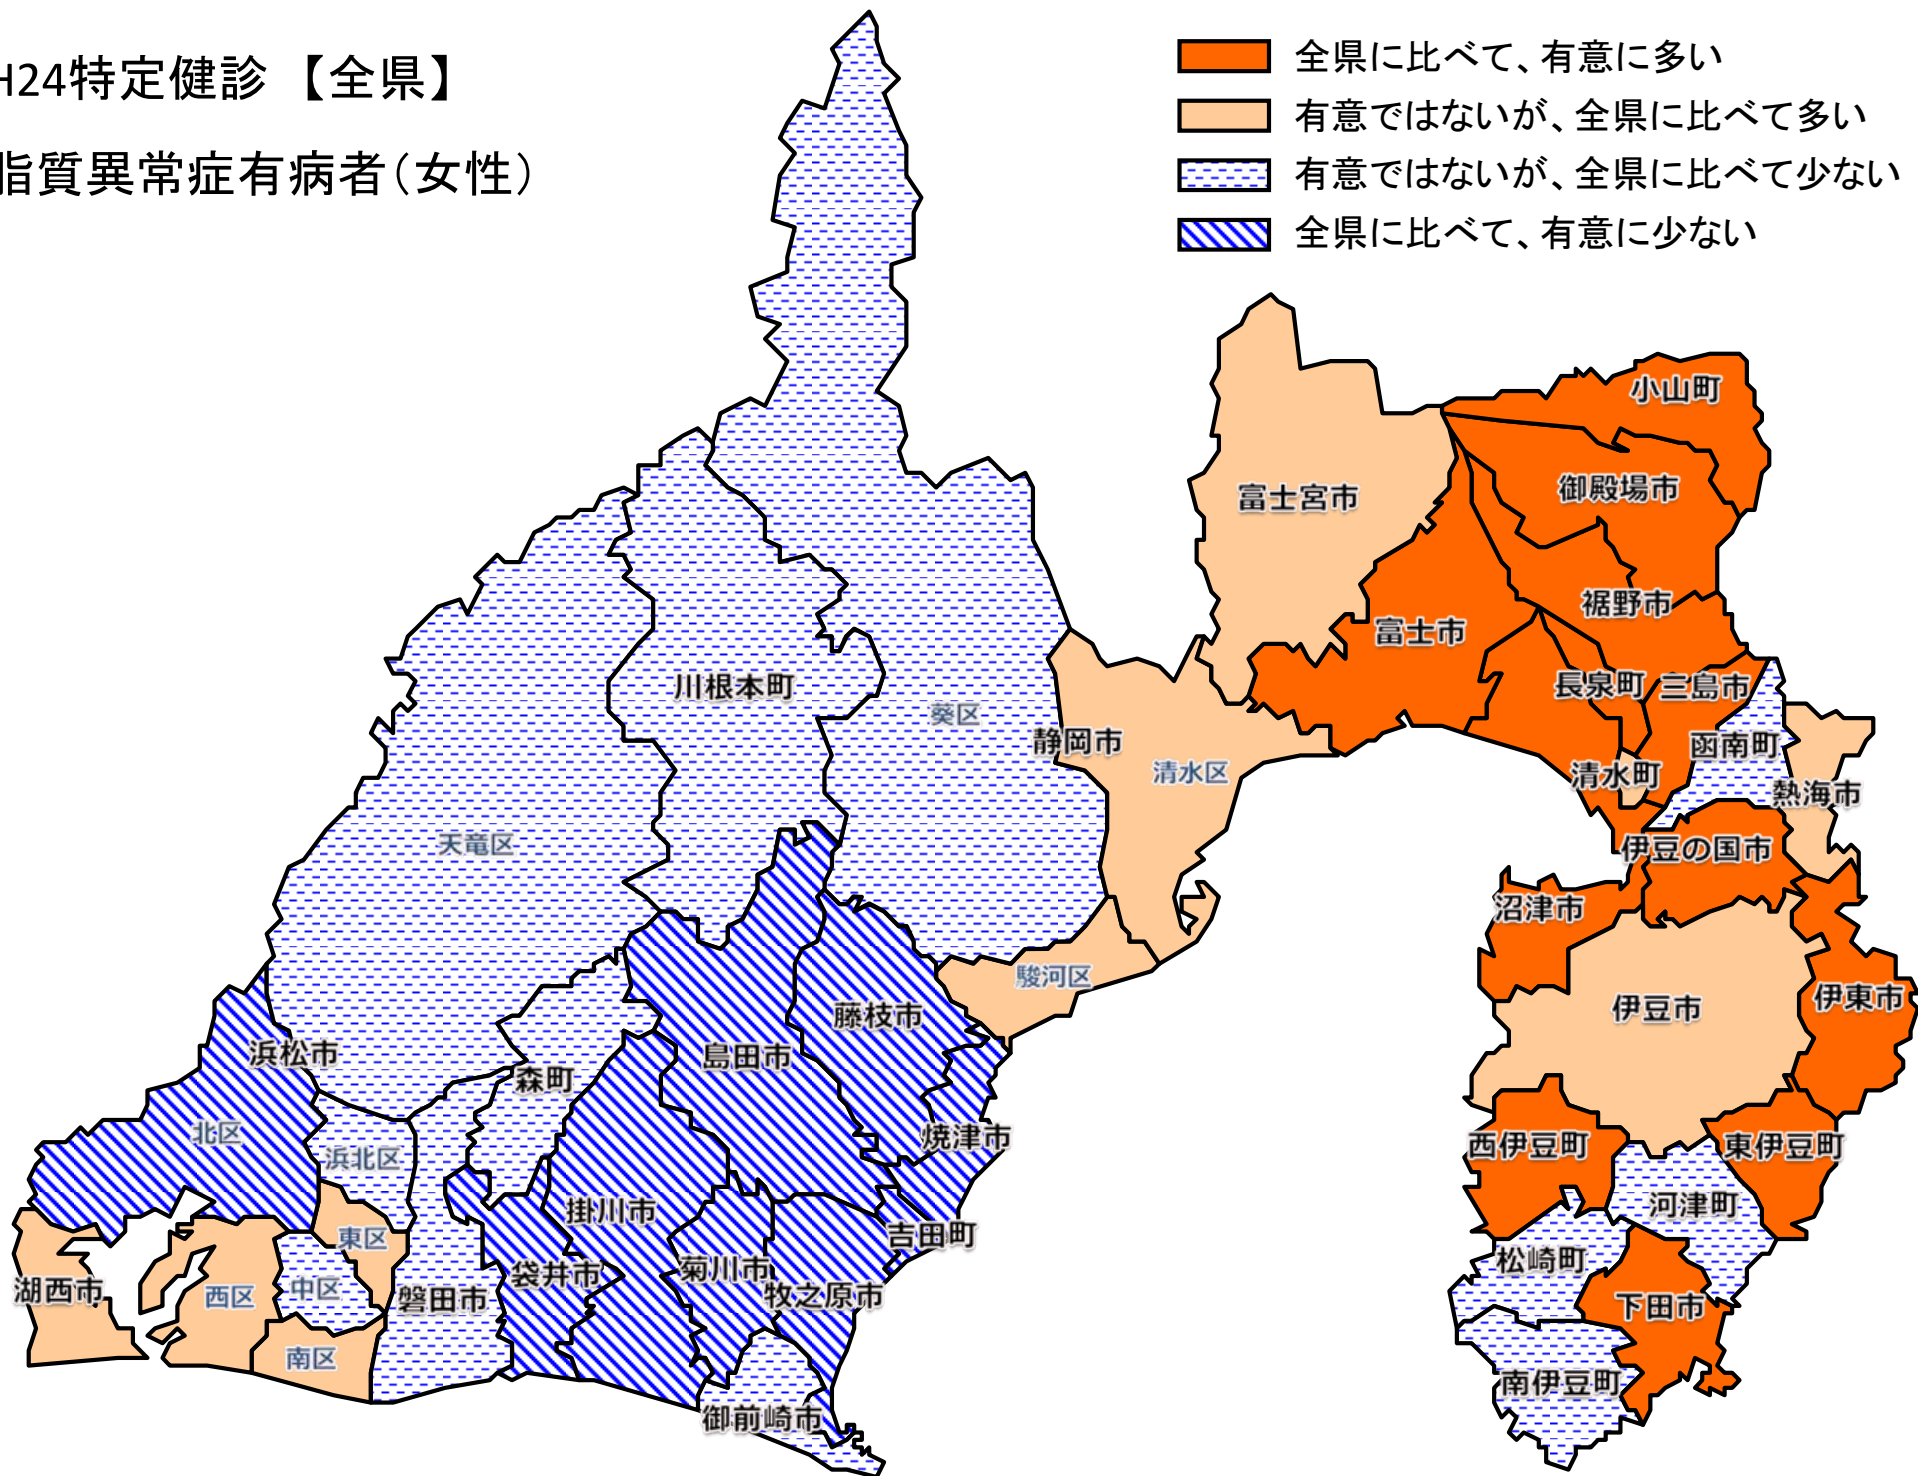 H24特定健診 【全県】
脂質異常症有病者（女性）
全県に比べて、有意に多い
有意ではないが、全県に比べて多い
有意ではないが、全県に比べて少ない
全県に比べて、有意に少ない
小山町
御殿場市
富士宮市
裾野市
富士市
長泉町
三島市
川根本町
葵区
静岡市
函南町
清水区
清水町
熱海市
天竜区
伊豆の国市
沼津市
駿河区
伊東市
伊豆市
藤枝市
浜松市
島田市
森町
北区
焼津市
西伊豆町
東伊豆町
浜北区
掛川市
河津町
東区
吉田町
松崎町
袋井市
菊川市
湖西市
中区
西区
磐田市
牧之原市
下田市
南区
南伊豆町
御前崎市